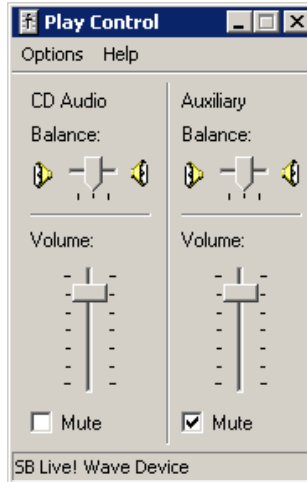 Play Control
Options Help
CD Audio
Balance:
Volume:
Mute
Auxiliary
Balance:
Volume:
Mute
SB Live! Wave Device